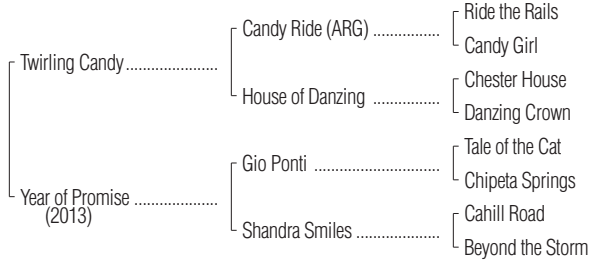 Ride the Rails
Candy Ride (ARG) ................
Candy Girl
Twirling Candy ......................
Chester House
House of Danzing ................
Danzing Crown
Tale of the Cat
Gio Ponti ..............................
Chipeta Springs
Year of Promise ....................
(2013)
Cahill Road
Shandra Smiles ....................
Beyond the Storm